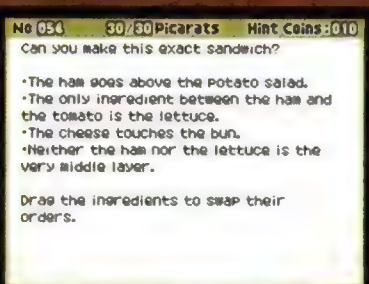 No 054 30/30 Picarats Hint Coins:010
Can you make this exact sandwich?
·The ham goes above the potato salad.
·The only ingredient between the ham and
the tomato is the lettuce.
·The cheese touches the bun.
·Neither the ham nor the lettuce is the
very middle layer.
Drag the ingredients to swap their
orders.